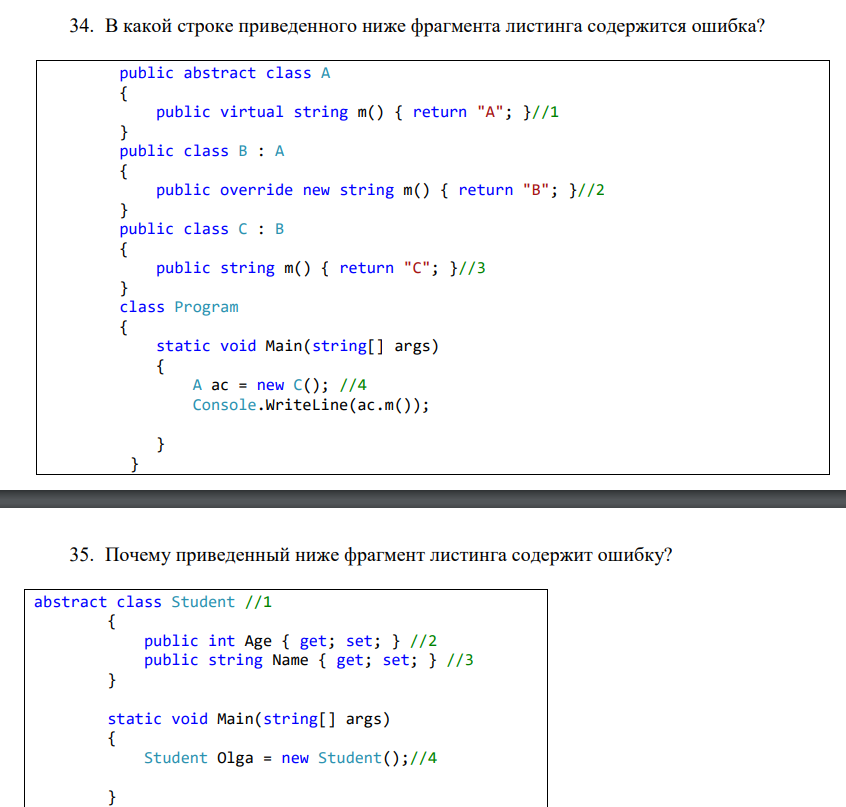 34. В какой строке приведенного ниже фрагмента листинга содержится ошибка?
public abstract class A
{
public virtual string m() { return "A"; }//1
}
public class B : A
{
public override new string m() { return "B"; }//2
}
public class C : B
{
public string m() { return "C"; }//3
}
class Program
{
static void Main(string[] args)
{
A ac = new C(); //4
Console.WriteLine(ac.m());
}
}
35. Почему приведенный ниже фрагмент листинга содержит ошибку?
abstract class Student //1
{
public int Age { get; set; } //2
public string Name { get; set; } //3
}
static void Main(string[] args)
{
Student Olga = new Student();//4
}